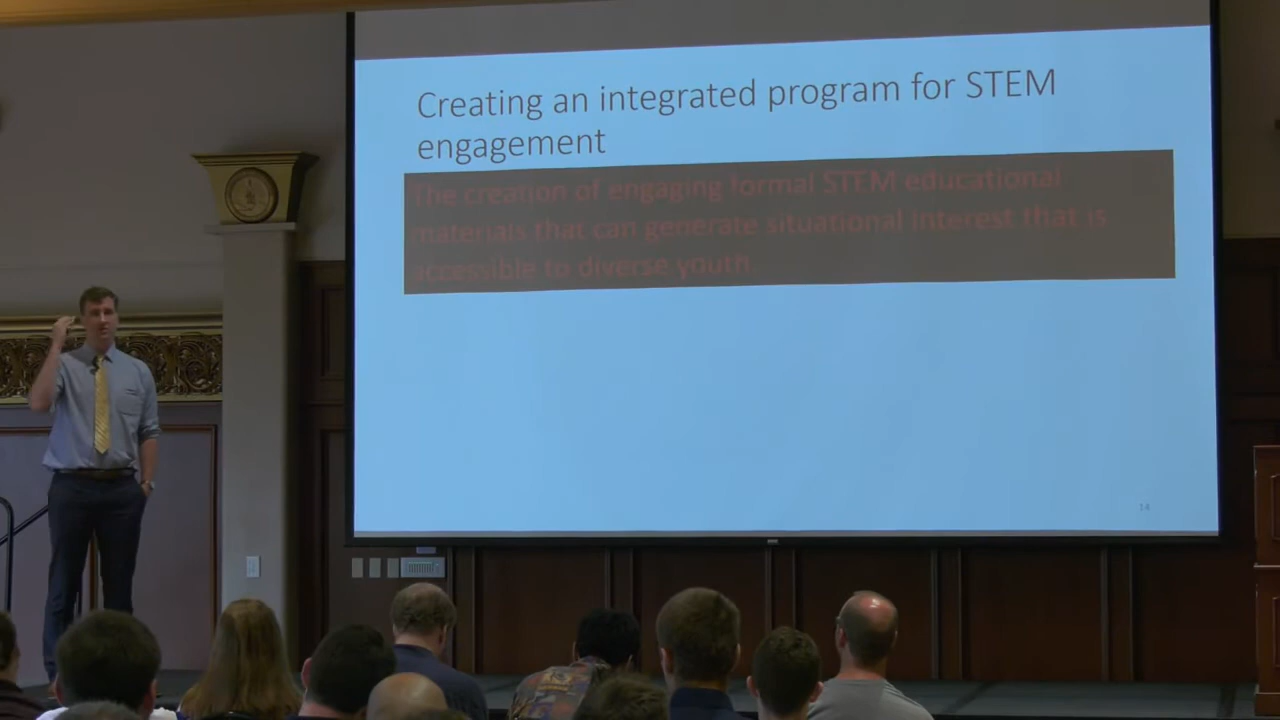 Creating an integrated program for STEM
engagement
The creation of engaging formal STEM educational
materials that can generate situational interest that is
accessible to diverse youth.
14